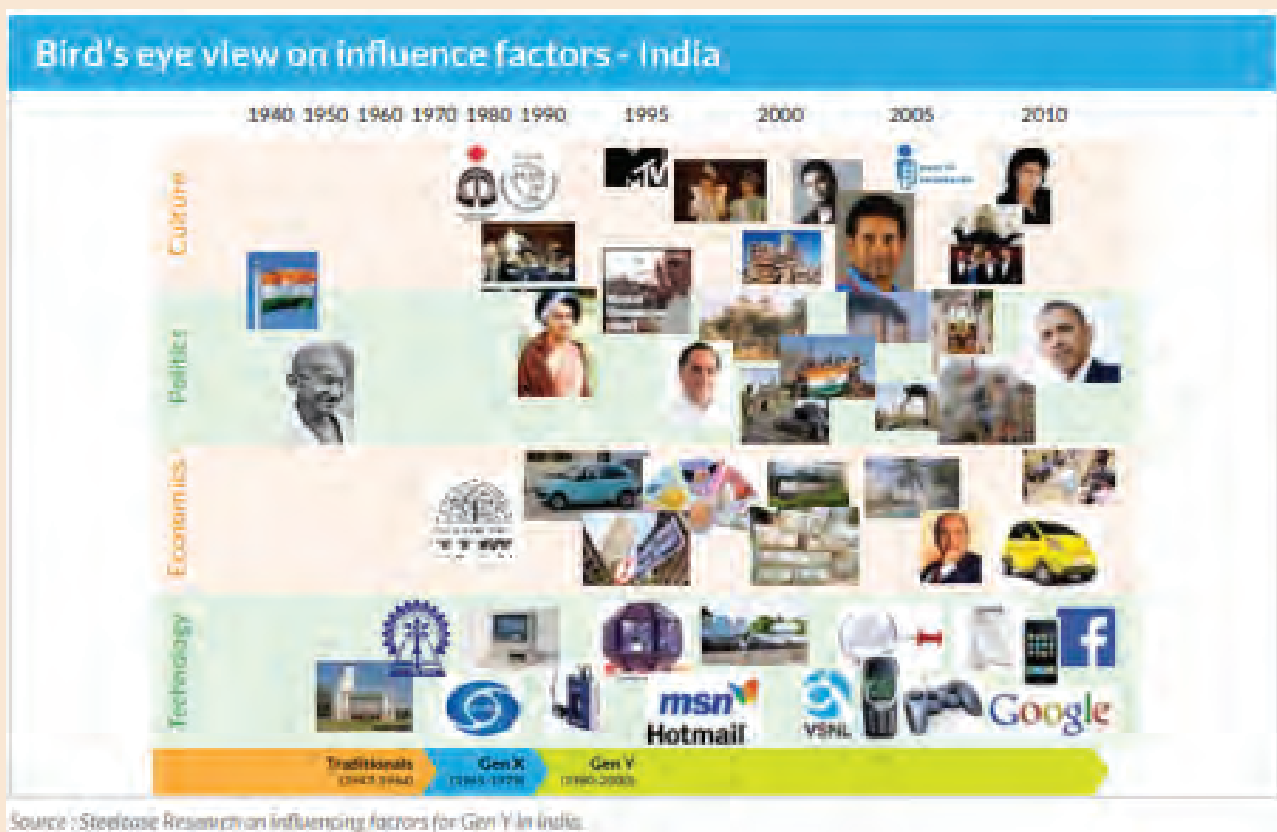 Bird's eye view on influence factors - India
1940 1950 1960 1970 1980 1990 1995 2000 2005 2010
Culture
MTV
Politics
Economics
Technology
msn
Hotmail
VSNL
f
Google
Traditionals
(1947-1964)
Gen X
(1965-1979)
Gen Y
(1980-2000)
Source : Steelcase Research on influencing factors for Gen Y in India.